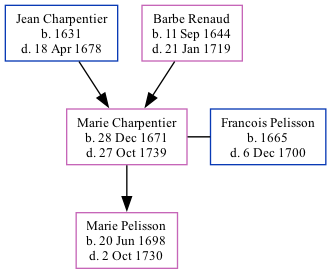 Jean Charpentier
b. 1631
d. 18 Apr 1678
Barbe Renaud
b. 11 Sep 1644
d. 21 Jan 1719
Marie Charpentier
b. 28 Dec 1671
d. 27 Oct 1739
Francois Pelisson
b. 1665
d. 6 Dec 1700
Marie Pelisson
b. 20 Jun 1698
d. 2 Oct 1730